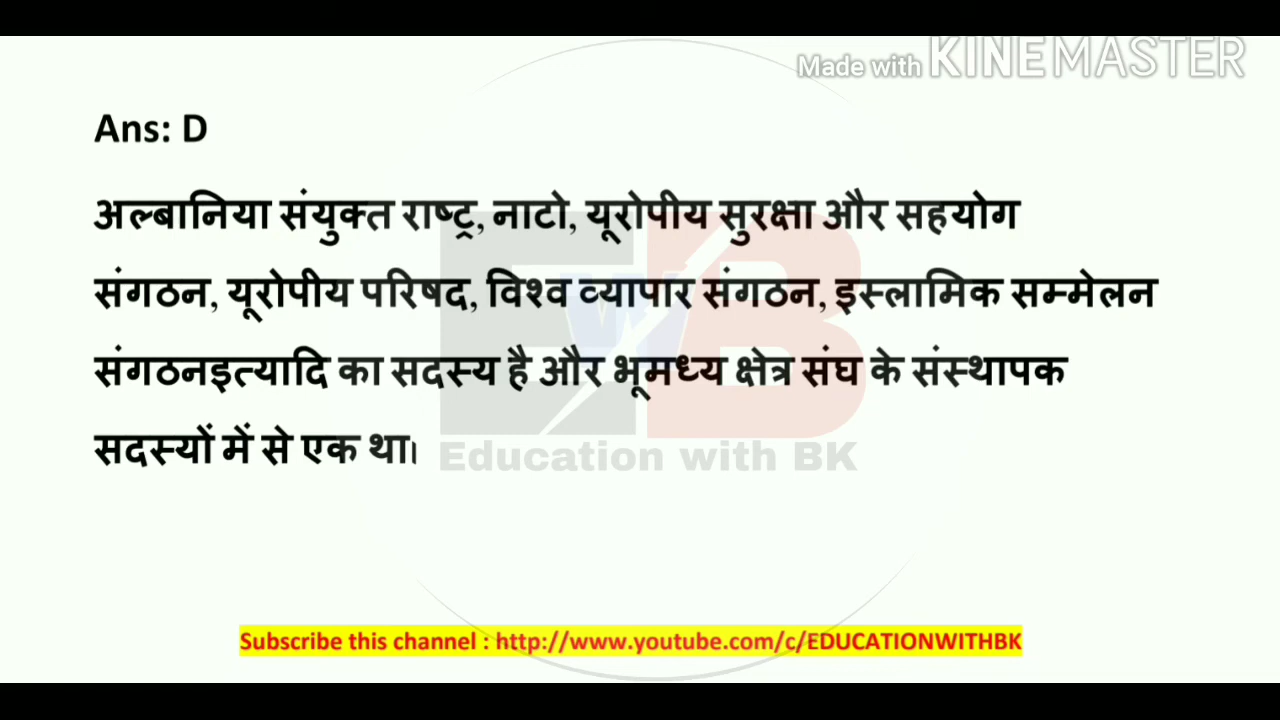 Made with KINEMASTER
Ans: D
अल्बानिया संयुक्त राष्ट्र, नाटो, यूरोपीय सुरक्षा और सहयोग
संगठन, यूरोपीय परिषद, विश्व व्यापार संगठन, इस्लामिक सम्मेलन
संगठनइत्यादि का सदस्य है और भूमध्य क्षेत्र संघ के संस्थापक
सदस्यों में से एक था।
EWB
Education with BK
Subscribe this channel : http://www.youtube.com/c/EDUCATIONWITHBK